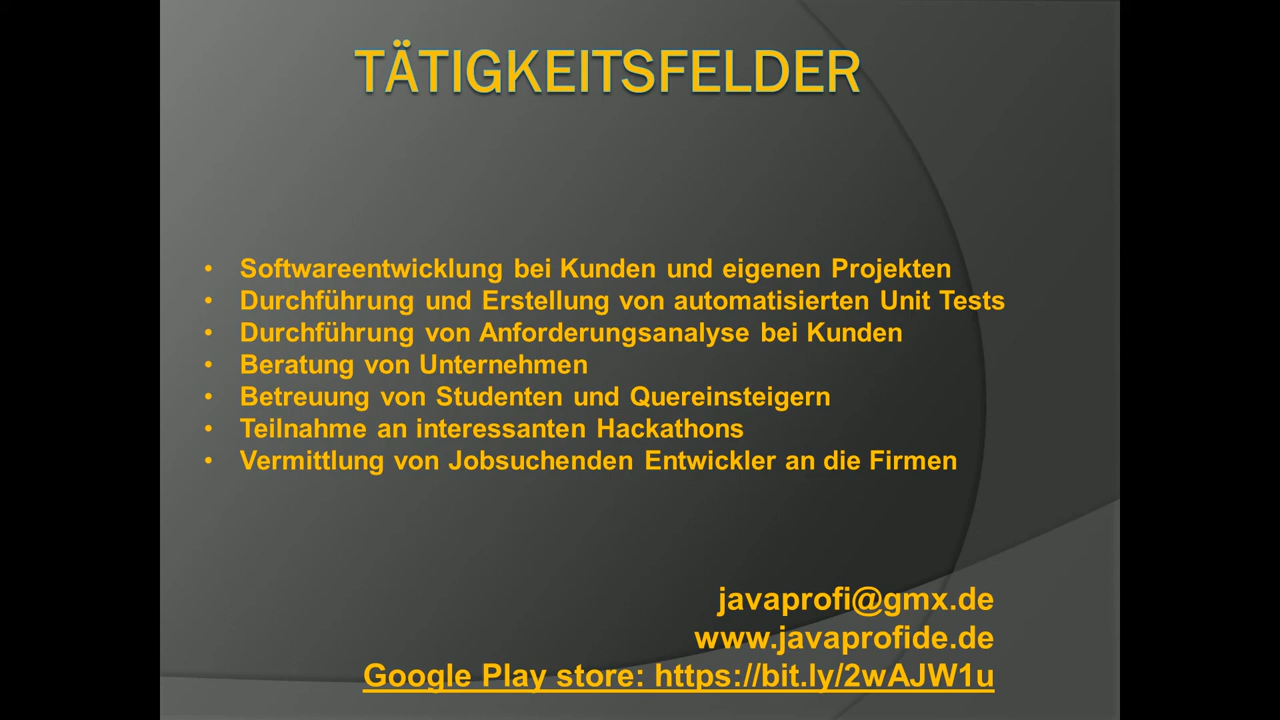 TÄTIGKEITSFELDER
• Softwareentwicklung bei Kunden und eigenen Projekten
• Durchführung und Erstellung von automatisierten Unit Tests
• Durchführung von Anforderungsanalyse bei Kunden
• Beratung von Unternehmen
• Betreuung von Studenten und Quereinsteigern
• Teilnahme an interessanten Hackathons
• Vermittlung von Jobsuchenden Entwickler an die Firmen
javaprofi@gmx.de
www.javaprofide.de
Google Play store: https://bit.ly/2wAJW1u